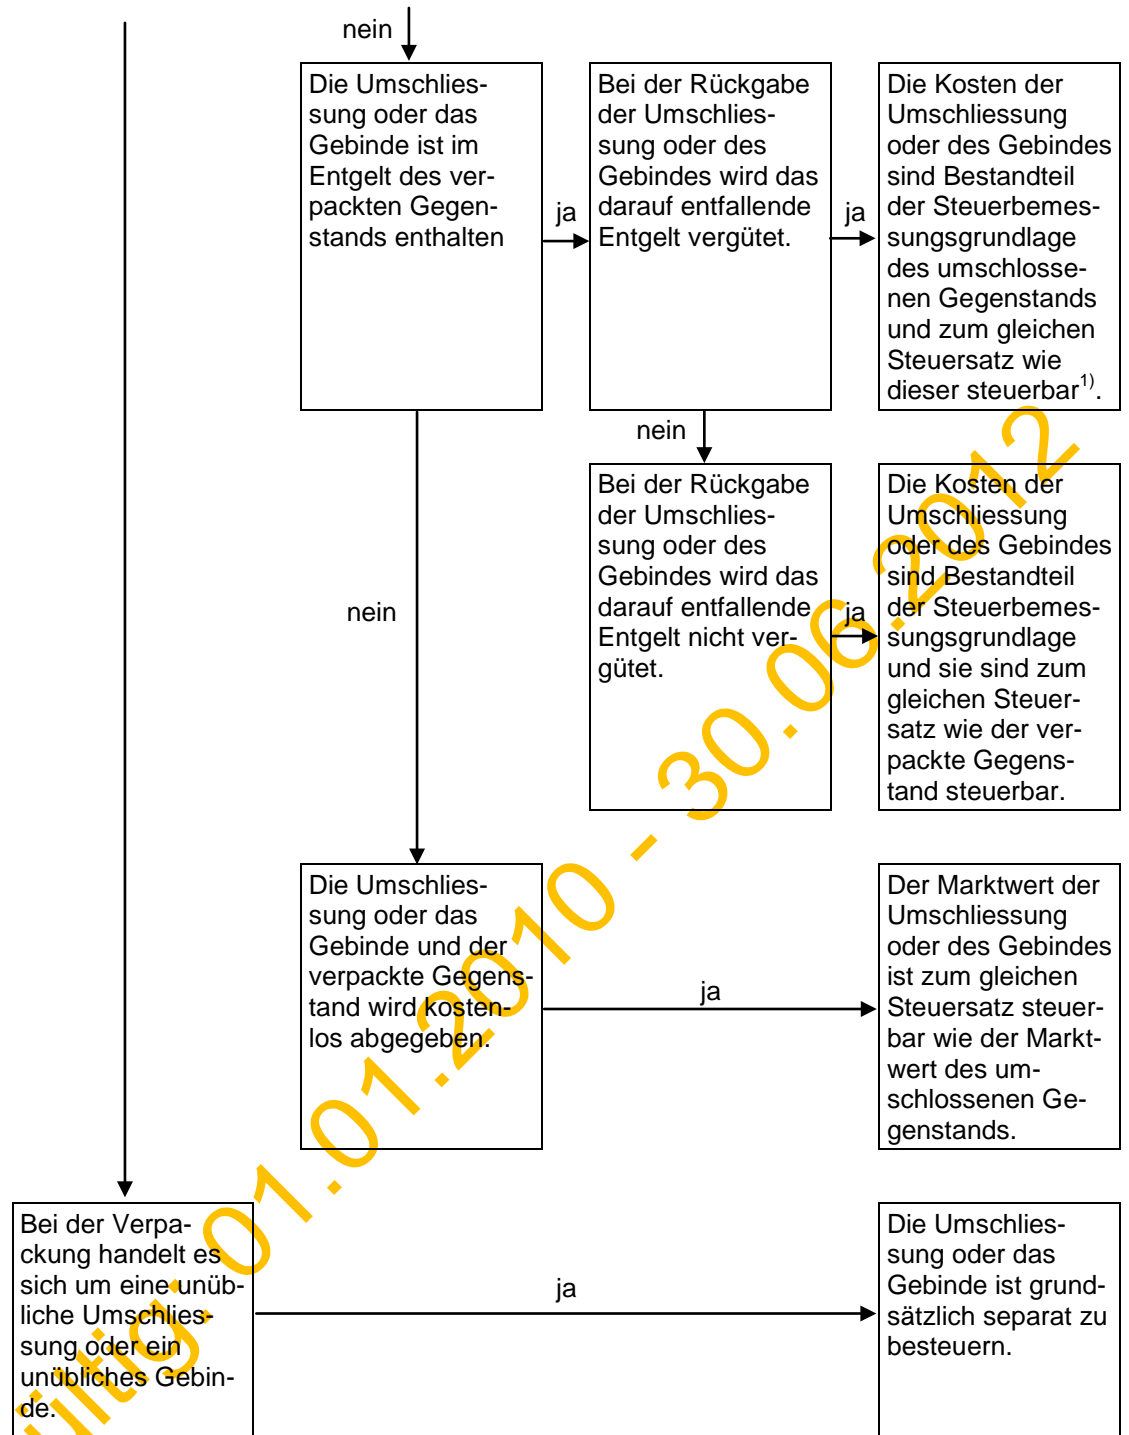 nein
Die Umschlies-
sung oder das
Gebinde ist im
Entgelt des ver-
packten Gegen-
stands enthalten
ja
Bei der Rückgabe
der Umschlies-
sung oder des
Gebindes wird das
darauf entfallende
Entgelt vergütet.
ja
Die Kosten der
Umschliessung
oder des Gebindes
sind Bestandteil
der Steuerbemes-
sungsgrundlage
des umschlosse-
nen Gegenstands
und zum gleichen
Steuersatz wie
dieser steuerbar1).
nein
Bei der Rückgabe
der Umschlies-
sung oder des
Gebindes wird das
darauf entfallende
Entgelt nicht ver-
gütet.
ja
Die Kosten der
Umschliessung
oder des Gebindes
sind Bestandteil
der Steuerbemes-
sungsgrundlage
und sie sind zum
gleichen Steuer-
satz wie der ver-
packte Gegens-
tand steuerbar.
nein
Die Umschlies-
sung oder das
Gebinde und der
verpackte Gegens-
tand wird kosten-
los abgegeben.
ja
Der Marktwert der
Umschliessung
oder des Gebindes
ist zum gleichen
Steuersatz steuer-
bar wie der Markt-
wert des um-
schlossenen Ge-
genstands.
Bei der Verpa-
ckung handelt es
sich um eine unüb-
liche Umschlies-
sung oder ein
unübliches Gebin-
de.
ja
Die Umschlies-
sung oder das
Gebinde ist grund-
sätzlich separat zu
besteuern.
ültig: 01.01.2010 - 30.06.2012